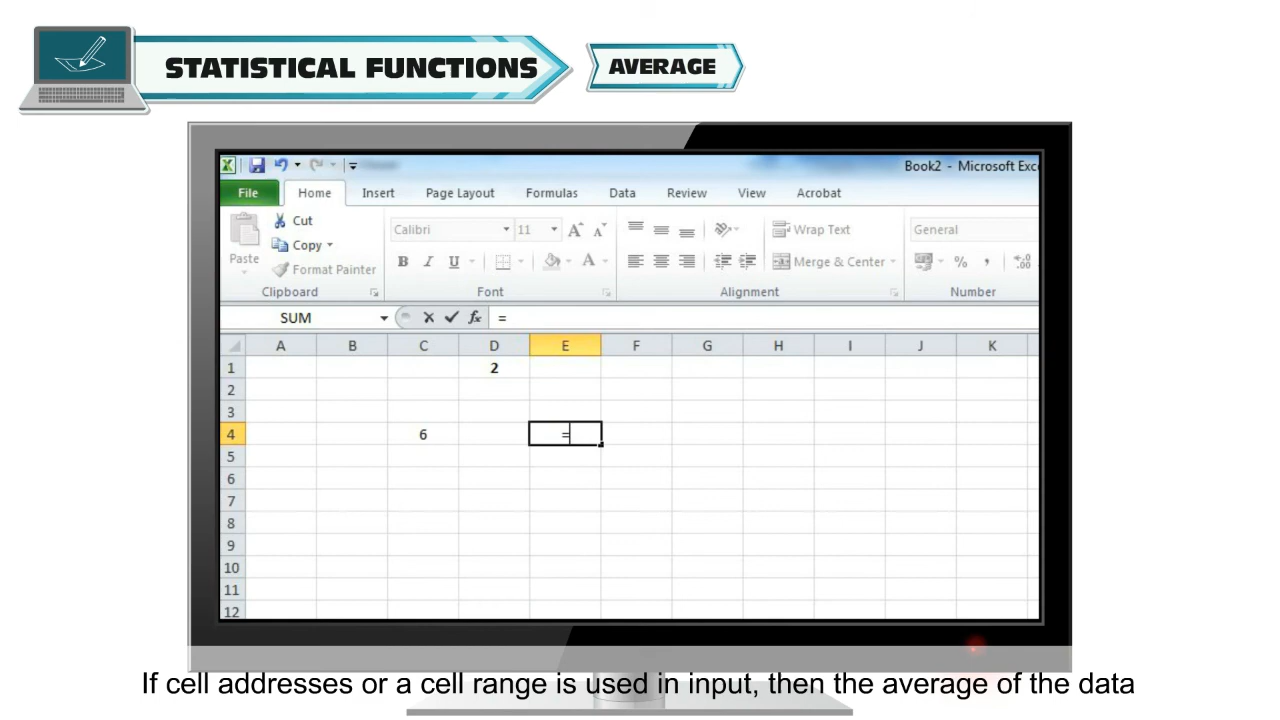 STATISTICAL FUNCTIONS
AVERAGE
Book2 - Microsoft Exc
File Home Insert Page Layout Formulas Data Review View Acrobat
Paste
Cut
Copy
Format Painter
Clipboard
Calibri 11 A A
B I U A
Font
Wrap Text
Merge & Center
Alignment
General
% , .00
Number
SUM fx =
A B C D E F G H I J K
1 2
2
3
4 6 =
5
6
7
8
9
10
11
12
If cell addresses or a cell range is used in input, then the average of the data